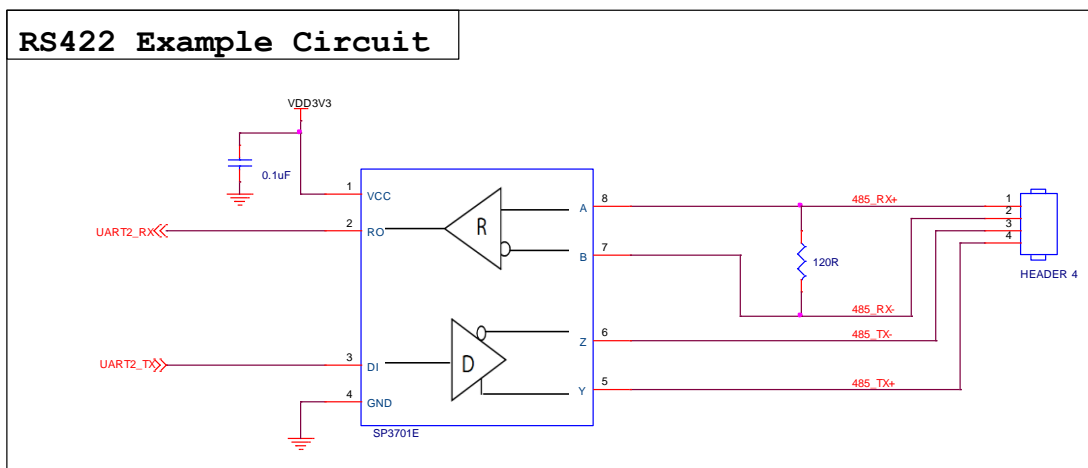 RS422 Example Circuit
VDD3V3
0.1uF
1
VCC
UART2_RX
2
RO
R
A
8
485_RX+
B
7
120R
485_RX-
UART2_TX
3
DI
D
Z
6
485_TX-
4
GND
Y
5
485_TX+
SP3701E
1
2
3
4
HEADER 4